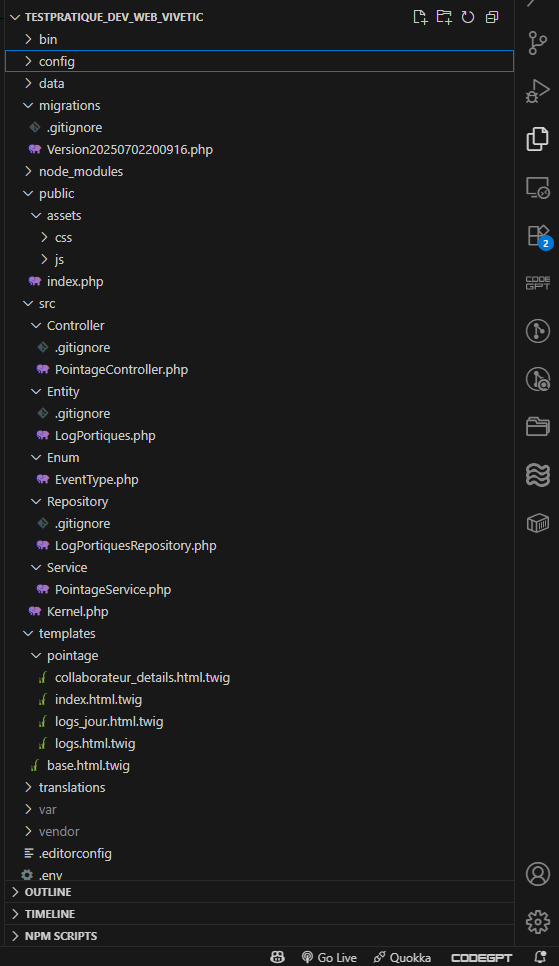 TESTPRATIQUE_DEV_WEB_VIVETIC
bin
config
data
migrations
.gitignore
Version20250702200916.php
node_modules
public
assets
css
js
index.php
src
Controller
.gitignore
PointageController.php
Entity
.gitignore
LogPortiques.php
Enum
EventType.php
Repository
.gitignore
LogPortiquesRepository.php
Service
PointageService.php
Kernel.php
templates
pointage
collaborateur_details.html.twig
index.html.twig
logs_jour.html.twig
logs.html.twig
base.html.twig
translations
var
vendor
.editorconfig
.env
OUTLINE
TIMELINE
NPM SCRIPTS
2
CODE
GPT
Go Live Quokka CODEGPT